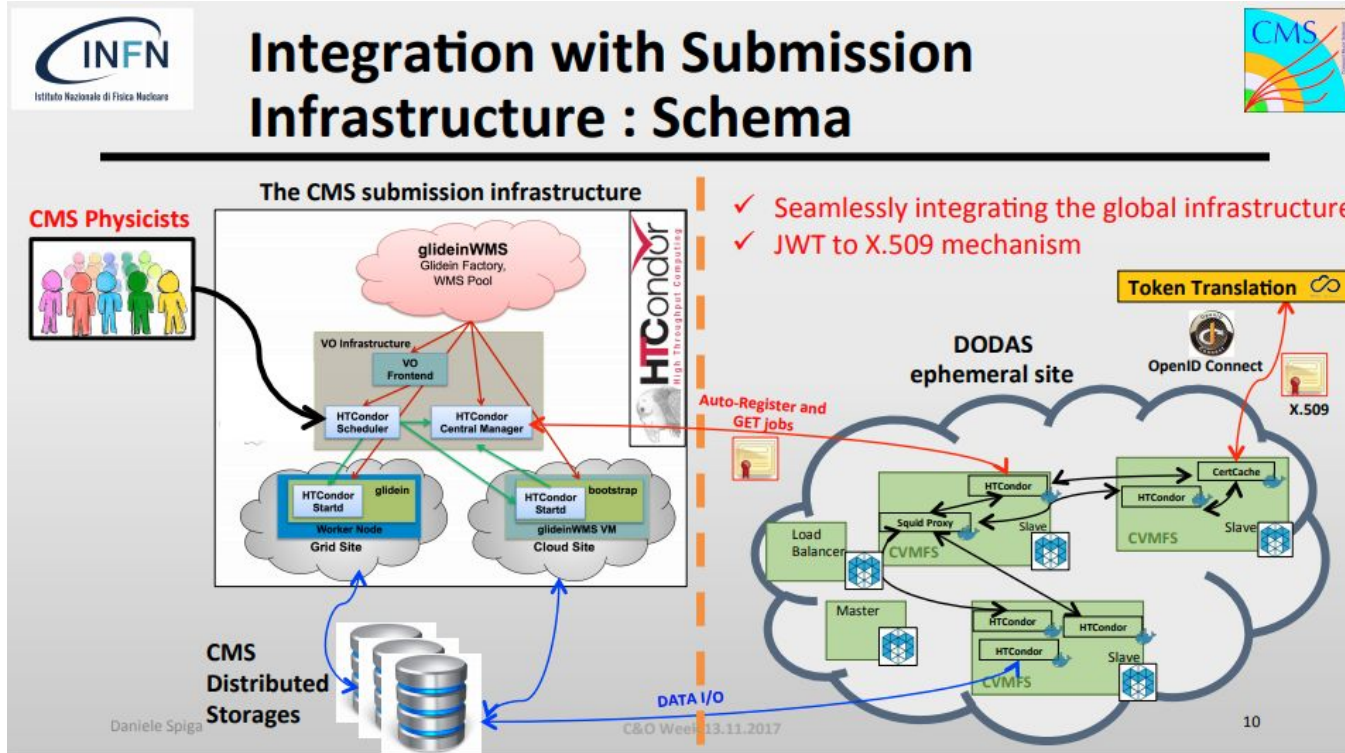 INFN
Istituto Nazionale di Fisica Nucleare
Integration with Submission
Infrastructure : Schema
CMS
The CMS submission infrastructure
CMS Physicists
glideinWMS
Glidein Factory,
WMS Pool
HTCondor
High Throughput Computing
VO Infrastructure
VO
Frontend
HTCondor
Scheduler
HTCondor
Central Manager
HTCondor
Startd
glidein
Worker Node
Grid Site
HTCondor
Startd
bootstrap
glideinWMS VM
Cloud Site
CMS
Distributed
Storages
✓ Seamlessly integrating the global infrastructure
✓ JWT to X.509 mechanism
Token Translation
OpenID Connect
X.509
DODAS
ephemeral site
Auto-Register and
GET jobs
HTCondor
Squid Proxy
Slave
CVMFS
CertCache
HTCondor
Slave
CVMFS
Load
Balancer
Master
HTCondor
HTCondor
HTCondor
Slave
CVMFS
DATA I/O
Daniele Spiga
C&O Week 13.11.2017
10